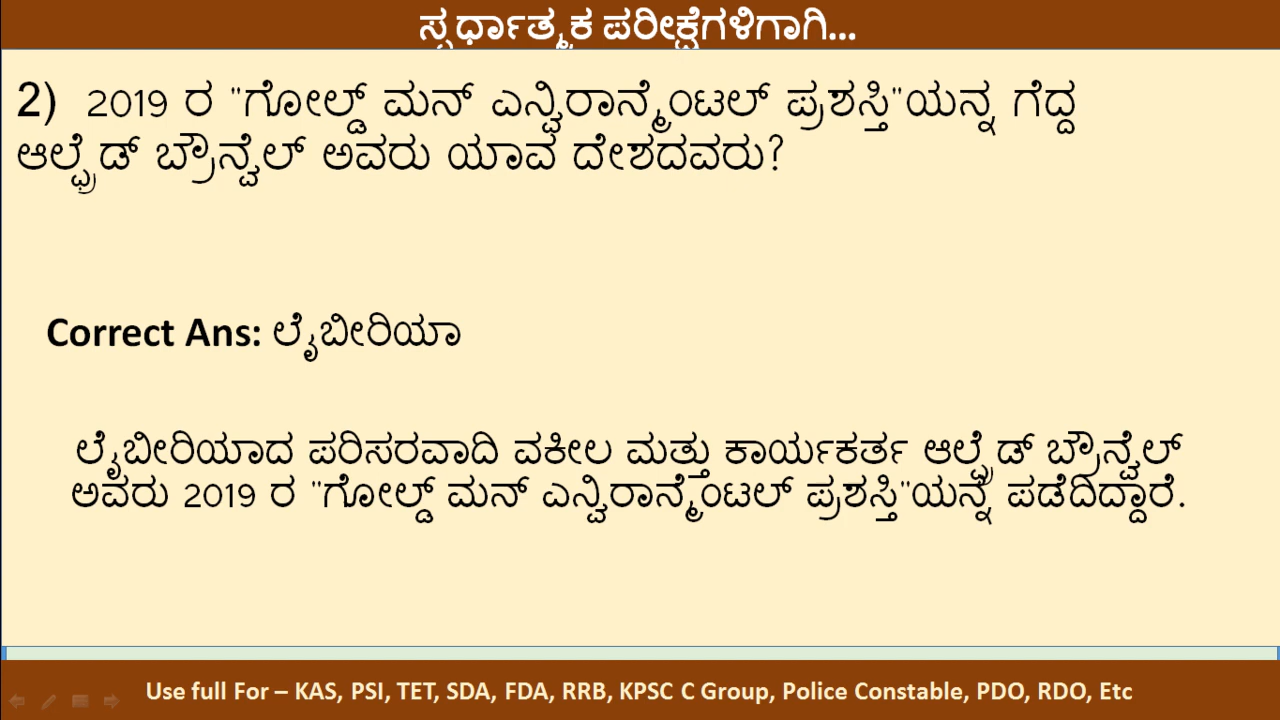 ಸ್ಪರ್ಧಾತ್ಮಕ ಪರೀಕ್ಷೆಗಳಿಗಾಗಿ...
2) 2019 ರ "ಗೋಲ್ಡ್ ಮನ್ ಎನ್ವಿರಾನ್ಮೆಂಟಲ್ ಪ್ರಶಸ್ತಿ"ಯನ್ನ ಗೆದ್ದ
ಆಲ್ಫ್ರೆಡ್ ಬ್ರೌನ್ವೆಲ್ ಅವರು ಯಾವ ದೇಶದವರು?
Correct Ans: ಲೈಬೀರಿಯಾ
ಲೈಬೀರಿಯಾದ ಪರಿಸರವಾದಿ ವಕೀಲ ಮತ್ತು ಕಾರ್ಯಕರ್ತ ಆಲ್ಫ್ರೆಡ್ ಬ್ರೌನ್ವೆಲ್
ಅವರು 2019 ರ "ಗೋಲ್ಡ್ ಮನ್ ಎನ್ವಿರಾನ್ಮೆಂಟಲ್ ಪ್ರಶಸ್ತಿ"ಯನ್ನ ಪಡೆದಿದ್ದಾರೆ.
Use full For – KAS, PSI, TET, SDA, FDA, RRB, KPSC C Group, Police Constable, PDO, RDO, Etc